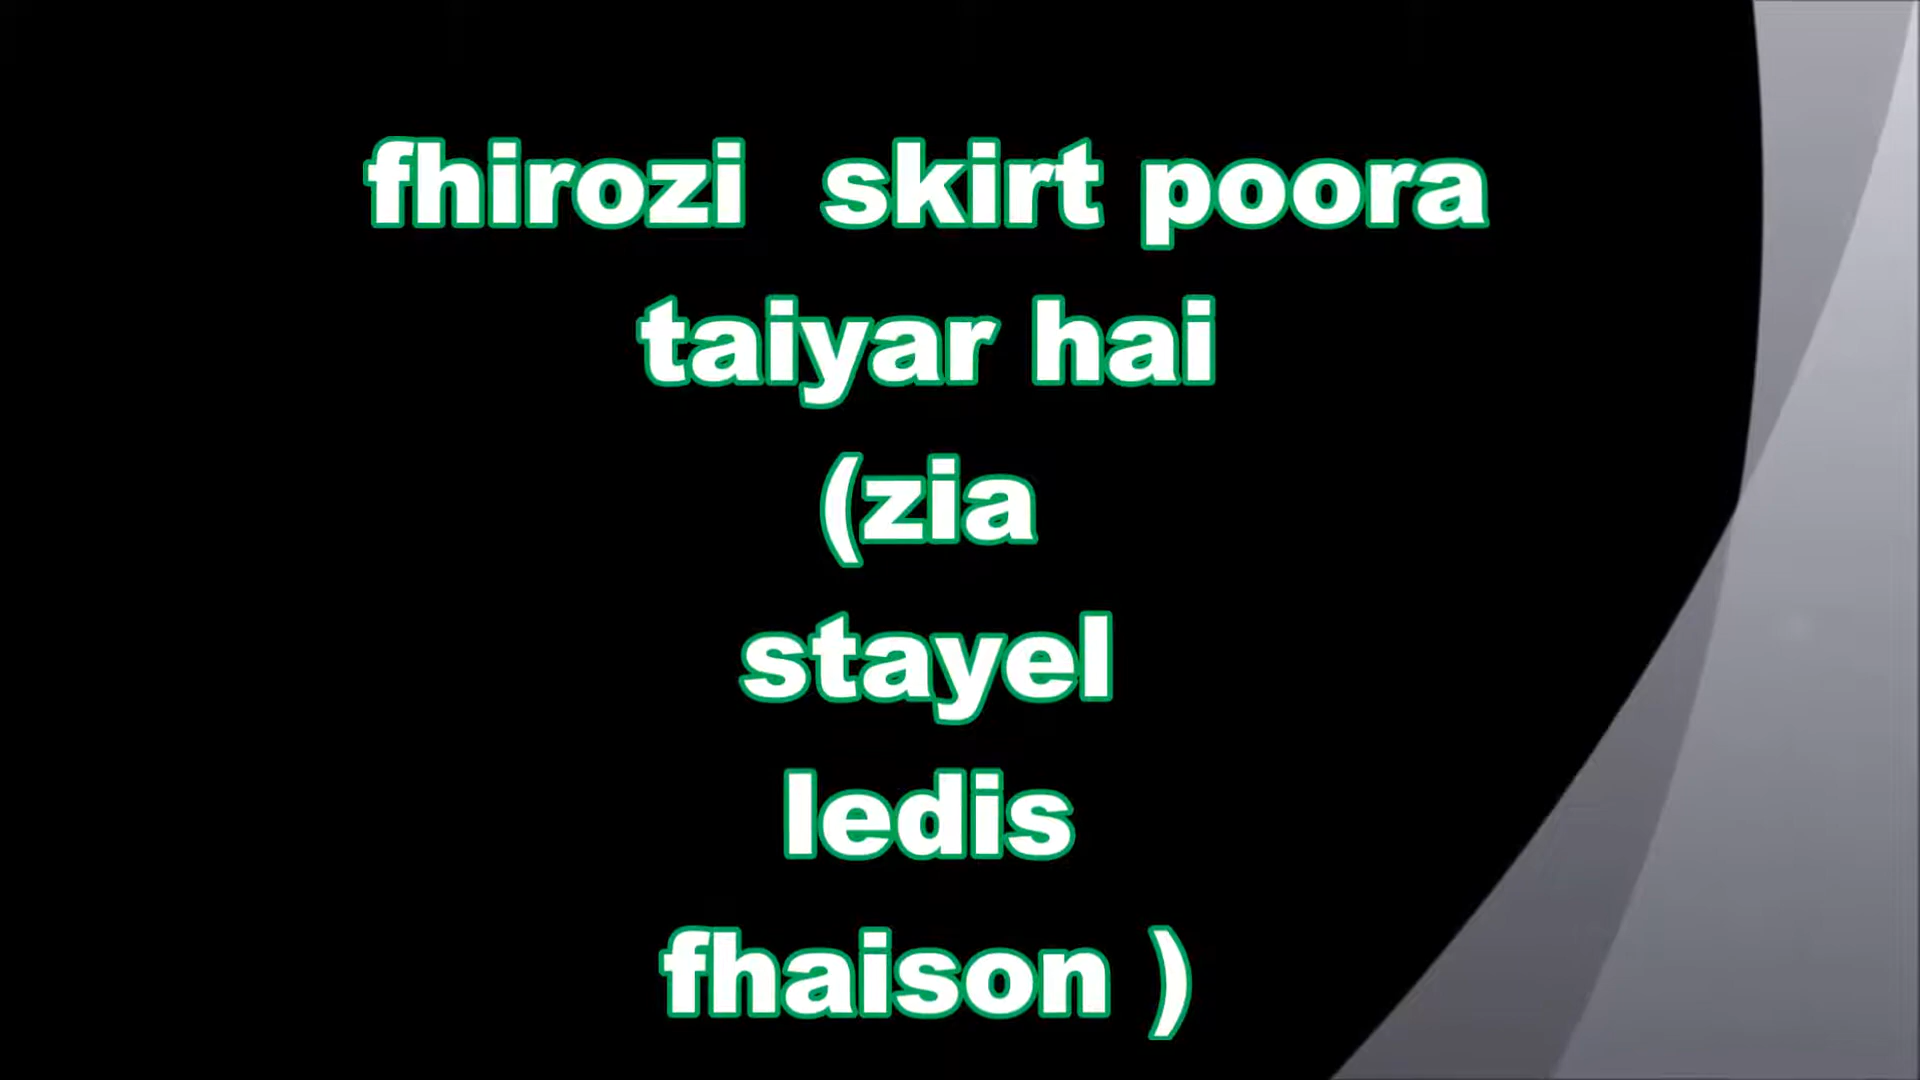 fhirozi skirt poora
taiyar hai
(zia
stayel
ledis
fhaison )